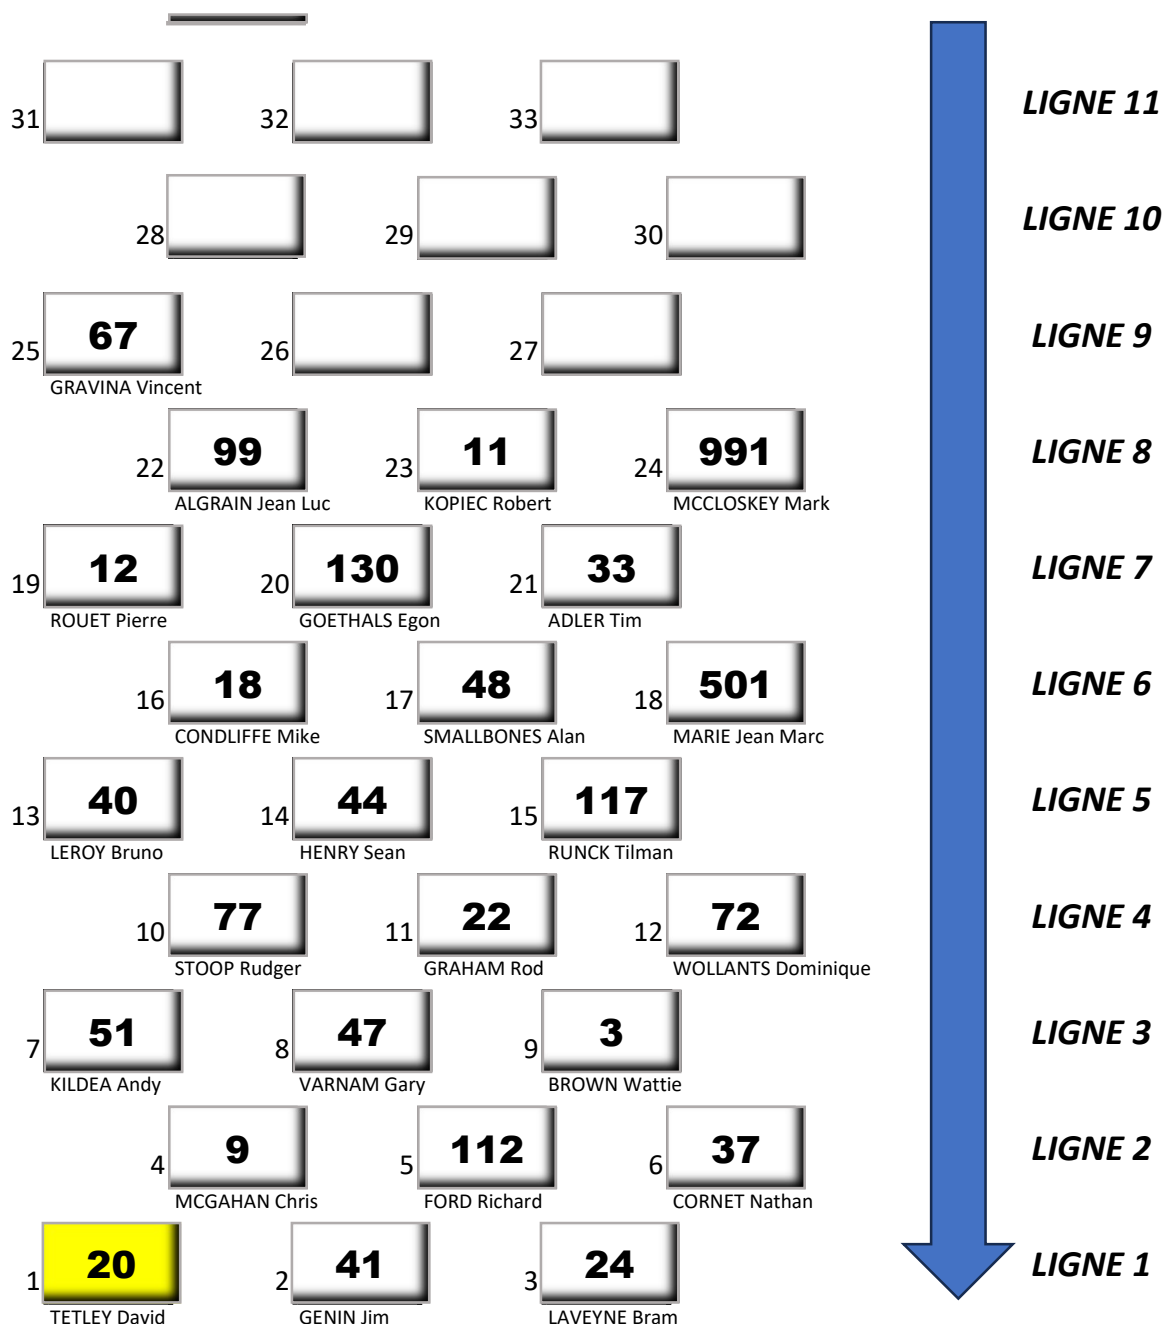 31 32 33 LIGNE 11
28 29 30 LIGNE 10
25 67 26 27 LIGNE 9
GRAVINA Vincent
22 99 23 11 24 991 LIGNE 8
ALGRAIN Jean Luc KOPIEC Robert MCCLOSKEY Mark
19 12 20 130 21 33 LIGNE 7
ROUET Pierre GOETHALS Egon ADLER Tim
16 18 17 48 18 501 LIGNE 6
CONDLIFFE Mike SMALLBONES Alan MARIE Jean Marc
13 40 14 44 15 117 LIGNE 5
LEROY Bruno HENRY Sean RUNCK Tilman
10 77 11 22 12 72 LIGNE 4
STOOP Rudger GRAHAM Rod WOLLANTS Dominique
7 51 8 47 9 3 LIGNE 3
KILDEA Andy VARNAM Gary BROWN Wattie
4 9 5 112 6 37 LIGNE 2
MCGAHAN Chris FORD Richard CORNET Nathan
1 20 2 41 3 24 LIGNE 1
TETLEY David GENIN Jim LAVEYNE Bram